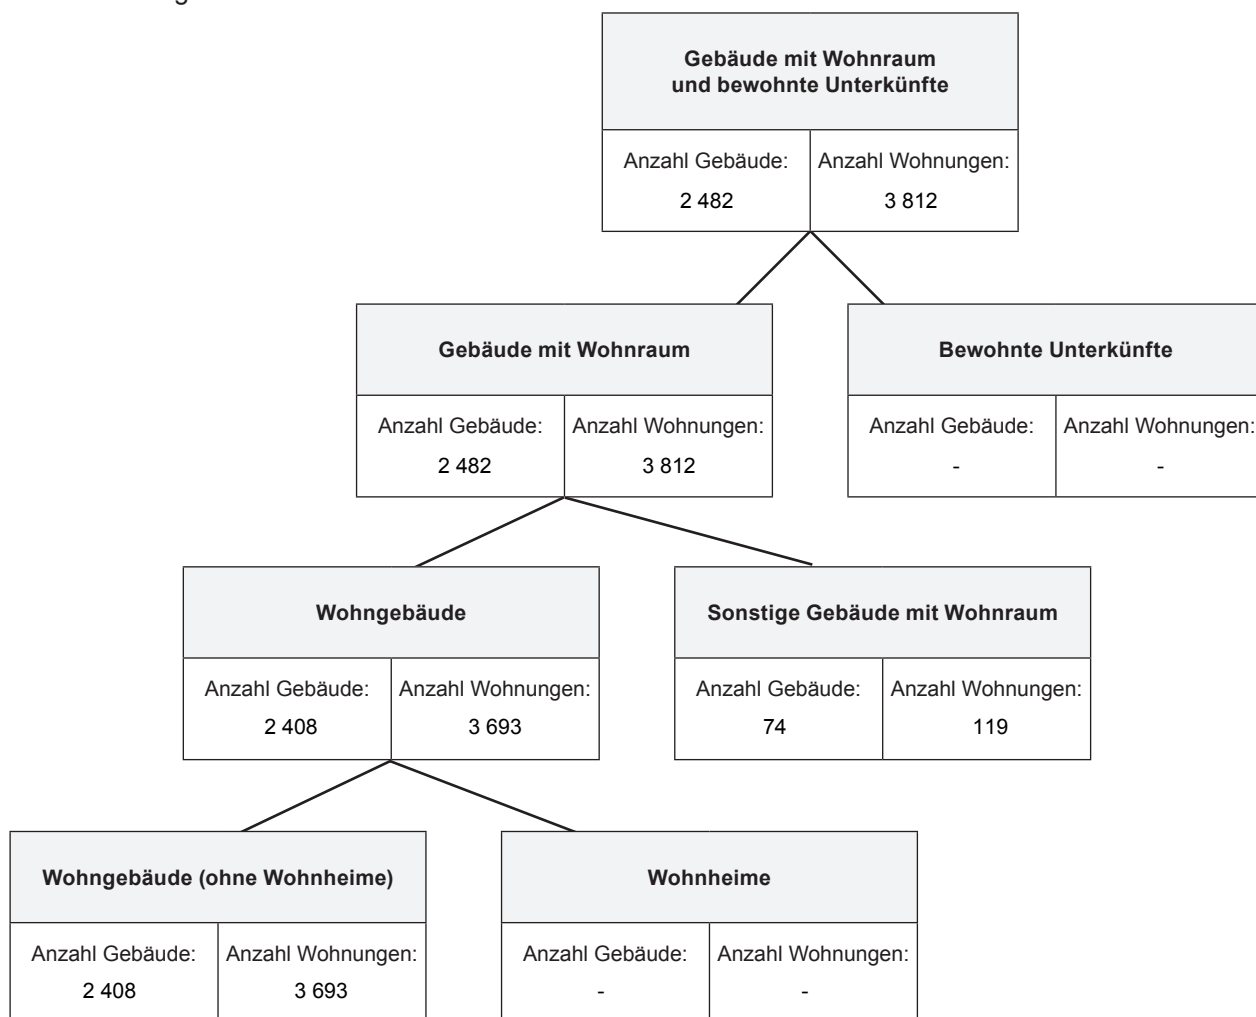 Gebäude mit Wohnraum
und bewohnte Unterkünfte
Anzahl Gebäude: Anzahl Wohnungen:
2 482 3 812
Gebäude mit Wohnraum
Anzahl Gebäude: Anzahl Wohnungen:
2 482 3 812
Bewohnte Unterkünfte
Anzahl Gebäude: Anzahl Wohnungen:
- -
Wohngebäude
Anzahl Gebäude: Anzahl Wohnungen:
2 408 3 693
Sonstige Gebäude mit Wohnraum
Anzahl Gebäude: Anzahl Wohnungen:
74 119
Wohngebäude (ohne Wohnheime)
Anzahl Gebäude: Anzahl Wohnungen:
2 408 3 693
Wohnheime
Anzahl Gebäude: Anzahl Wohnungen:
- -